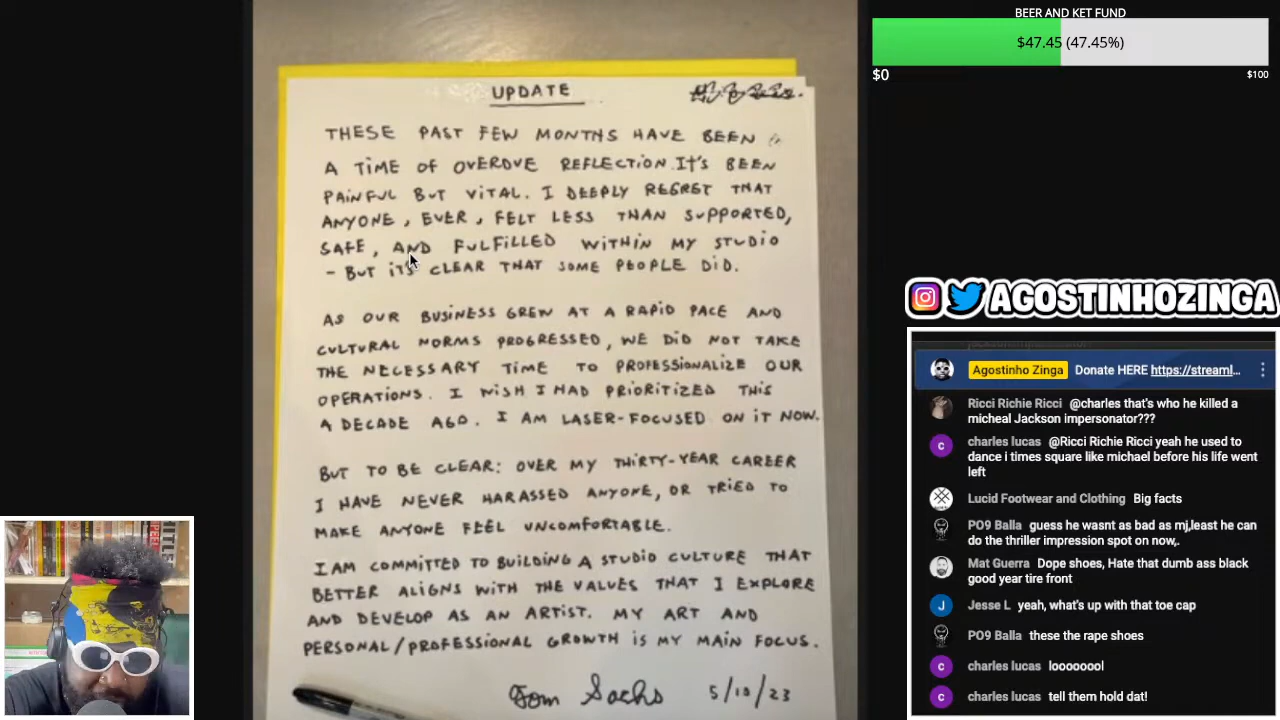 UPDATE
THESE PAST FEW MONTHS HAVE BEEN
A TIME OF OVERDUE REFLECTION. IT'S BEEN
PAINFUL BUT VITAL. I DEEPLY REGRET THAT
ANYONE, EVER, FELT LESS THAN SUPPORTED,
SAFE, AND FULFILLED WITHIN MY STUDIO
- BUT IT'S CLEAR THAT SOME PEOPLE DID.
AS OUR BUSINESS GREW AT A RAPID PACE AND
CULTURAL NORMS PROGRESSED, WE DID NOT TAKE
THE NECESSARY TIME TO PROFESSIONALIZE OUR
OPERATIONS. I WISH I HAD PRIORITIZED THIS
A DECADE AGO. I AM LASER-FOCUSED ON IT NOW.
BUT TO BE CLEAR: OVER MY THIRTY-YEAR CAREER
I HAVE NEVER HARASSED ANYONE, OR TRIED TO
MAKE ANYONE FEEL UNCOMFORTABLE.
I AM COMMITTED TO BUILDING A STUDIO CULTURE THAT
BETTER ALIGNS WITH THE VALUES THAT I EXPLORE
AND DEVELOP AS AN ARTIST. MY ART AND
PERSONAL/PROFESSIONAL GROWTH IS MY MAIN FOCUS.
Tom Sachs 5/10/23
BEER AND KET FUND
$47.45 (47.45%)
$0 $100
AGOSTINHOZINGA
Agostinho Zinga Donate HERE https://streaml...
Ricci Richie Ricci @charles that's who he killed a
micheal Jackson impersonator???
charles lucas @Ricci Richie Ricci yeah he used to
dance i times square like michael before his life went
left
Lucid Footwear and Clothing Big facts
PO9 Balla guess he wasnt as bad as mj,least he can
do the thriller impression spot on now,.
Mat Guerra Dope shoes, Hate that dumb ass black
good year tire front
J
Jesse L yeah, what's up with that toe cap
PO9 Balla these the rape shoes
c
charles lucas looooool
c
charles lucas tell them hold dat!